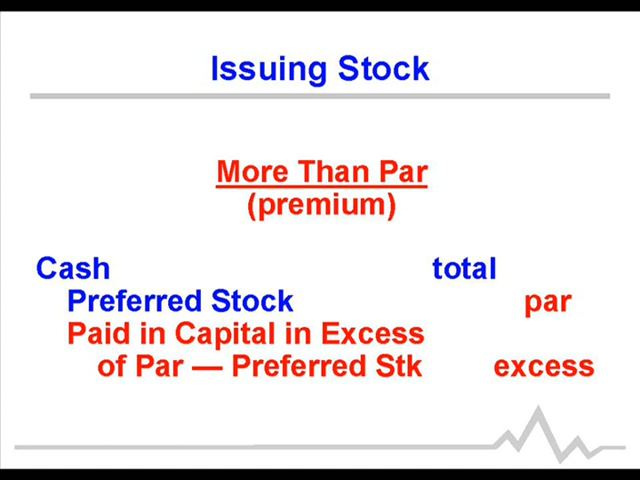 Issuing Stock
More Than Par
(premium)
Cash total
Preferred Stock par
Paid in Capital in Excess
of Par — Preferred Stk excess